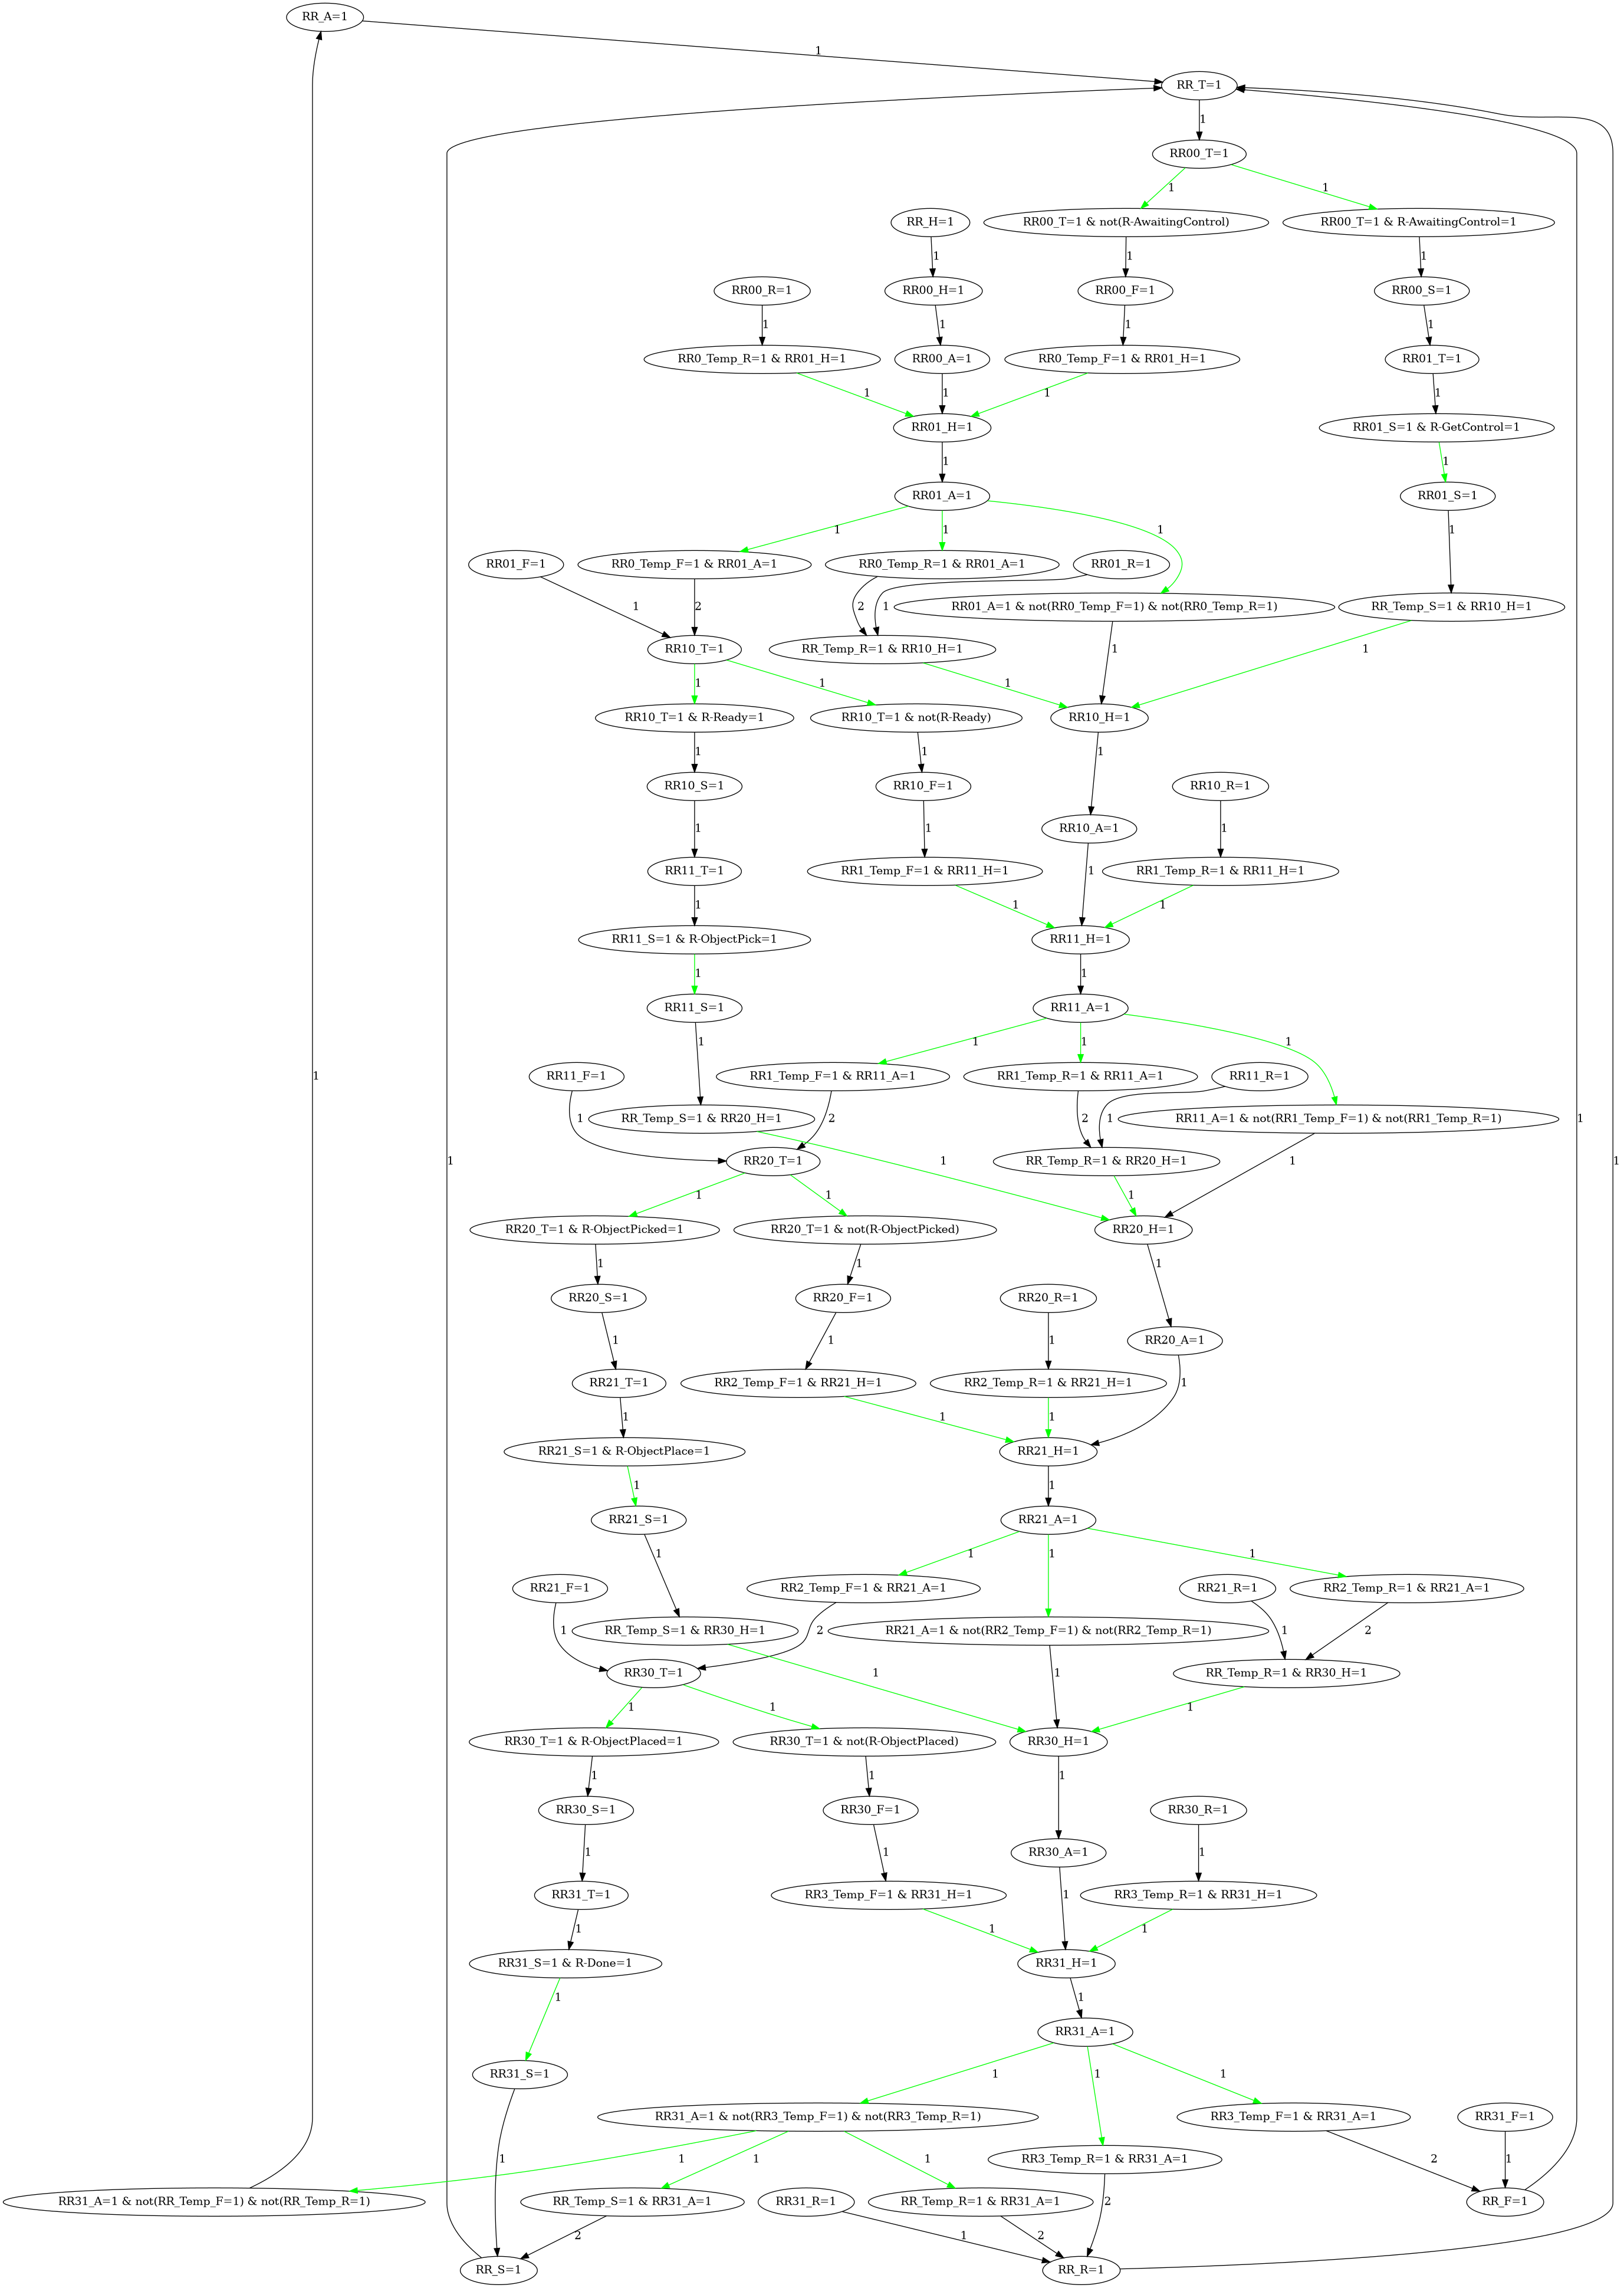 RR_A=1
1
RR_T=1
1
RR00_T=1
1
1
RR_H=1
RR00_T=1 & not(R-AwaitingControl)
RR00_T=1 & R-AwaitingControl=1
1
1
1
RR00_R=1
RR00_H=1
RR00_F=1
RR00_S=1
1
1
1
1
RR0_Temp_R=1 & RR01_H=1
RR00_A=1
RR0_Temp_F=1 & RR01_H=1
RR01_T=1
1
1
1
1
RR01_H=1
RR01_S=1 & R-GetControl=1
1
1
RR01_A=1
RR01_S=1
1
1
1
1
RR01_F=1
RR0_Temp_F=1 & RR01_A=1
RR0_Temp_R=1 & RR01_A=1
RR01_R=1
1
2
2
1
RR01_A=1 & not(RR0_Temp_F=1) & not(RR0_Temp_R=1)
RR_Temp_S=1 & RR10_H=1
RR10_T=1
RR_Temp_R=1 & RR10_H=1
1
1
1
1
1
RR10_T=1 & R-Ready=1
RR10_T=1 & not(R-Ready)
RR10_H=1
1
1
1
RR10_S=1
RR10_F=1
RR10_R=1
1
1
1
RR10_A=1
RR11_T=1
RR1_Temp_F=1 & RR11_H=1
1
RR1_Temp_R=1 & RR11_H=1
1
1
1
RR11_S=1 & R-ObjectPick=1
RR11_H=1
1
1
RR11_S=1
RR11_A=1
1
1
1
1
RR11_F=1
RR1_Temp_F=1 & RR11_A=1
RR1_Temp_R=1 & RR11_A=1
RR11_R=1
1
2
2
1
RR_Temp_S=1 & RR20_H=1
RR11_A=1 & not(RR1_Temp_F=1) & not(RR1_Temp_R=1)
1
RR20_T=1
1
RR_Temp_R=1 & RR20_H=1
1
1
1
1
RR20_T=1 & R-ObjectPicked=1
RR20_T=1 & not(R-ObjectPicked)
RR20_H=1
1
1
1
RR20_S=1
RR20_F=1
RR20_R=1
1
1
1
RR20_A=1
RR21_T=1
RR2_Temp_F=1 & RR21_H=1
RR2_Temp_R=1 & RR21_H=1
1
1
1
1
RR21_S=1 & R-ObjectPlace=1
RR21_H=1
1
1
RR21_S=1
RR21_A=1
1
1
1
1
RR21_F=1
RR2_Temp_F=1 & RR21_A=1
RR21_R=1
RR2_Temp_R=1 & RR21_A=1
1
2
1
2
RR_Temp_S=1 & RR30_H=1
RR21_A=1 & not(RR2_Temp_F=1) & not(RR2_Temp_R=1)
RR30_T=1
1
1
RR_Temp_R=1 & RR30_H=1
1
1
1
RR30_T=1 & R-ObjectPlaced=1
RR30_T=1 & not(R-ObjectPlaced)
RR30_H=1
1
1
1
RR30_S=1
RR30_F=1
RR30_R=1
1
1
1
RR30_A=1
RR31_T=1
RR3_Temp_F=1 & RR31_H=1
1
RR3_Temp_R=1 & RR31_H=1
1
1
1
RR31_S=1 & R-Done=1
RR31_H=1
1
1
RR31_A=1
RR31_S=1
1
1
1
RR31_A=1 & not(RR3_Temp_F=1) & not(RR3_Temp_R=1)
RR3_Temp_F=1 & RR31_A=1
RR31_F=1
1
1
1
1
RR3_Temp_R=1 & RR31_A=1
2
1
RR31_A=1 & not(RR_Temp_F=1) & not(RR_Temp_R=1)
RR_Temp_S=1 & RR31_A=1
RR31_R=1
RR_Temp_R=1 & RR31_A=1
RR_F=1
2
1
2
2
RR_S=1
RR_R=1
1
1
1
1